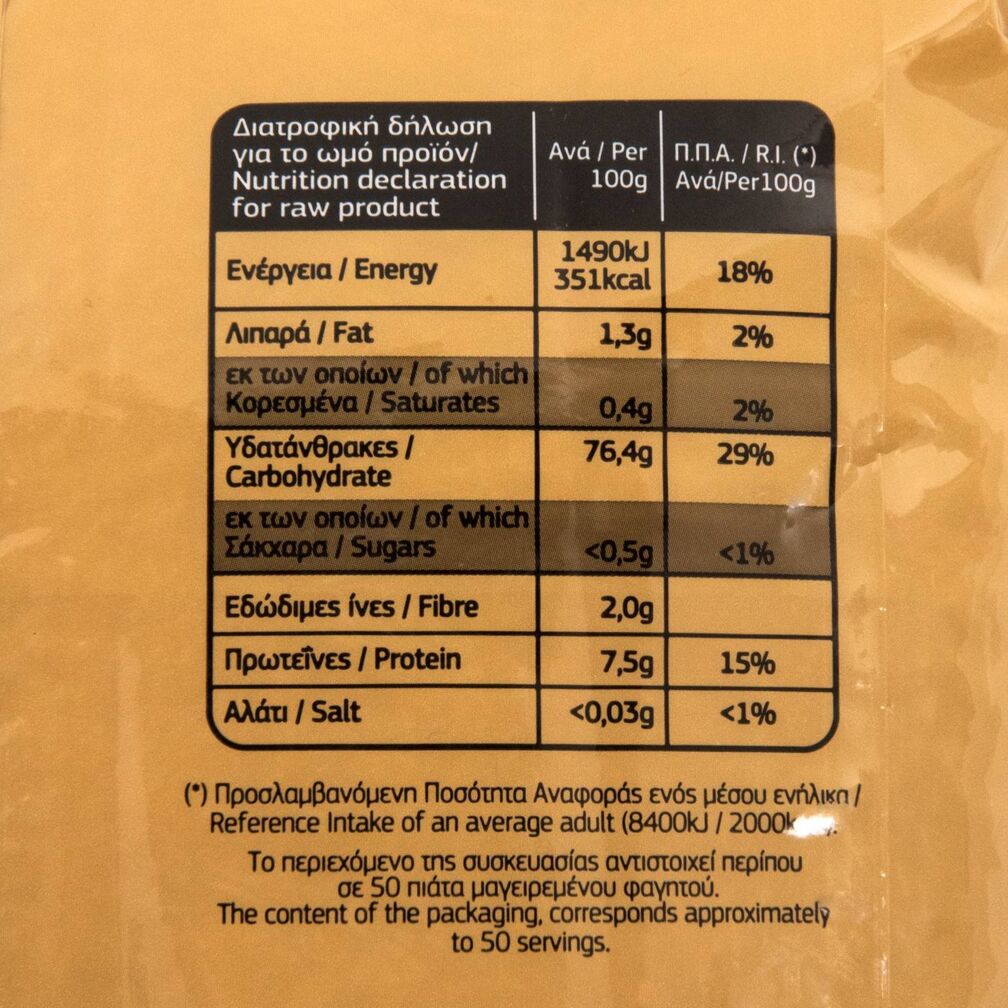 Διατροφική δήλωση
για το ωμό προϊόν/
Nutrition declaration
for raw product
Ανά / Per
100g
Π.Π.Α. / R.I. (*)
Ανά/Per100g
Ενέργεια / Energy
1490kJ
351kcal
18%
Λιπαρά / Fat
1,3g
2%
εκ των οποίων / of which
Κορεσμένα / Saturates
0,4g
2%
Υδατάνθρακες /
Carbohydrate
76,4g
29%
εκ των οποίων / of which
Σάκχαρα / Sugars
<0,5g
<1%
Εδώδιμες ίνες / Fibre
2,0g
Πρωτεΐνες / Protein
7,5g
15%
Αλάτι / Salt
<0,03g
<1%
(*) Προσλαμβανόμενη Ποσότητα Αναφοράς ενός μέσου ενήλικα /
Reference Intake of an average adult (8400kJ /
Το περιεχόμενο της συσκευασίας αντιστοιχεί περίπου
σε 50 πιάτα μαγειρεμένου φαγητού.
The content of the packaging, corresponds approximately
to 50 servings.